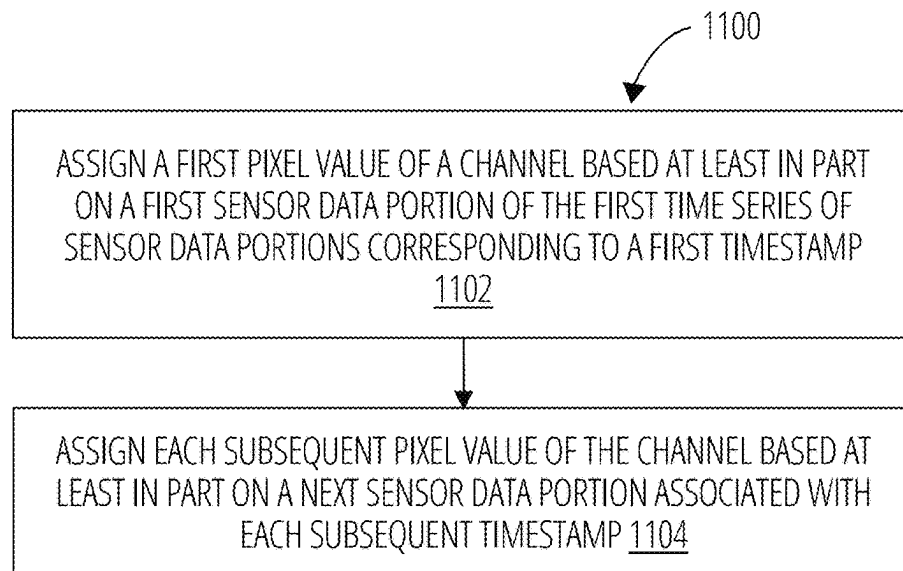 1100
ASSIGN A FIRST PIXEL VALUE OF A CHANNEL BASED AT LEAST IN PART
ON A FIRST SENSOR DATA PORTION OF THE FIRST TIME SERIES OF
SENSOR DATA PORTIONS CORRESPONDING TO A FIRST TIMESTAMP
1102
ASSIGN EACH SUBSEQUENT PIXEL VALUE OF THE CHANNEL BASED AT
LEAST IN PART ON A NEXT SENSOR DATA PORTION ASSOCIATED WITH
EACH SUBSEQUENT TIMESTAMP 1104